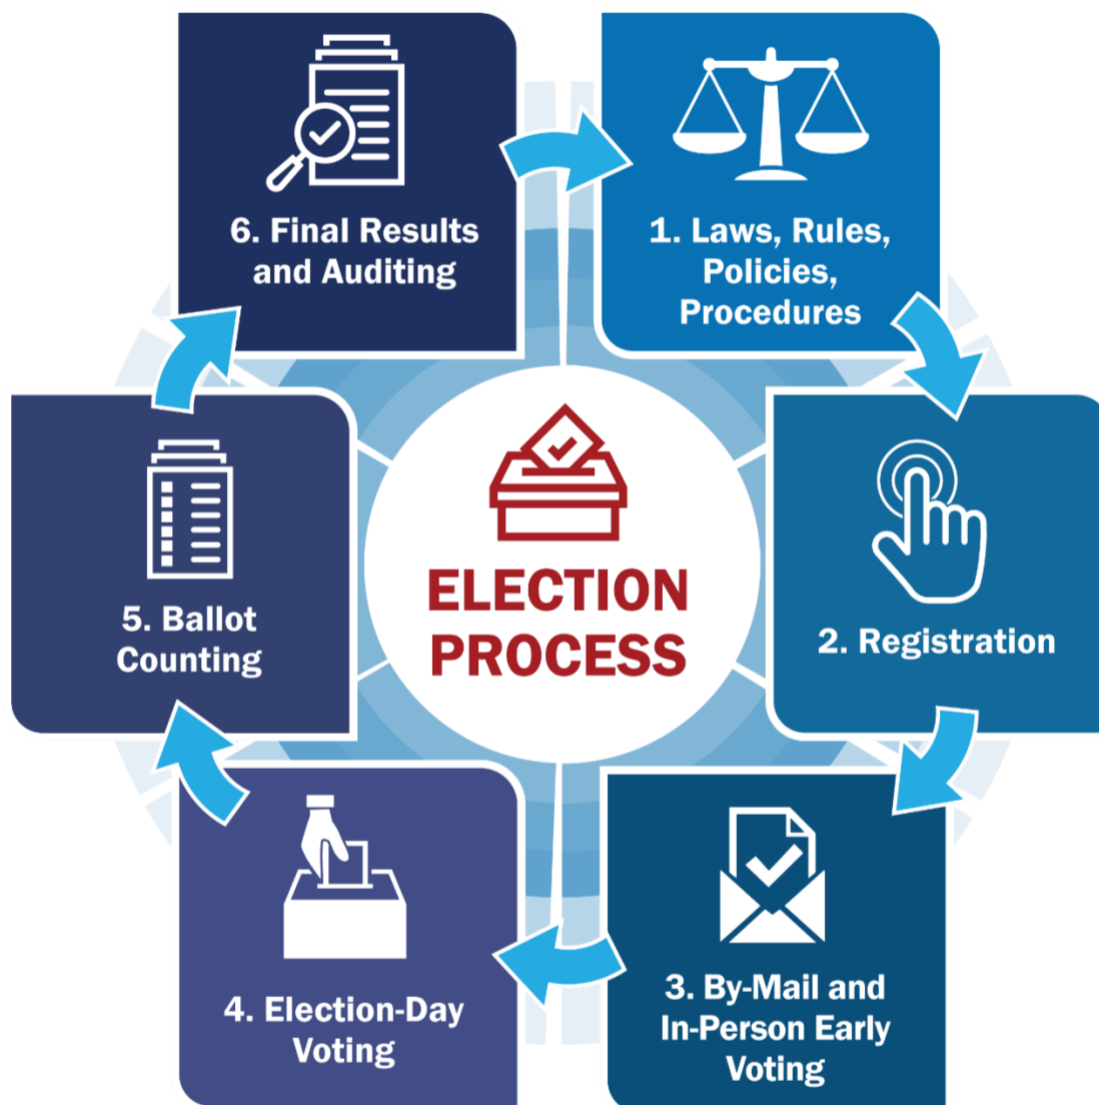 ELECTION
PROCESS
1. Laws, Rules,
Policies,
Procedures
2. Registration
3. By-Mail and
In-Person Early
Voting
4. Election-Day
Voting
5. Ballot
Counting
6. Final Results
and Auditing